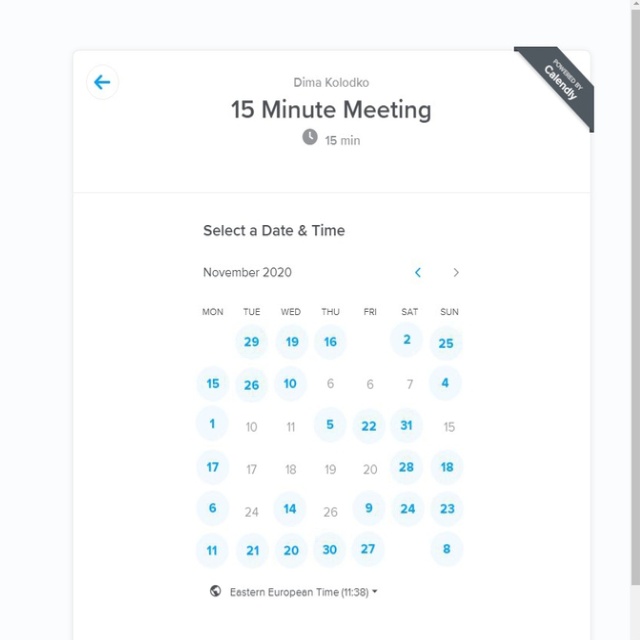 POWERED BY
Calendly
Dima Kolodko
15 Minute Meeting
15 min
Select a Date & Time
November 2020
MON TUE WED THU FRI SAT SUN
29 19 16 2 25
15 26 10 6 6 7 4
1 10 11 5 22 31 15
17 17 18 19 20 28 18
6 24 14 26 9 24 23
11 21 20 30 27 8
Eastern European Time (11:38)